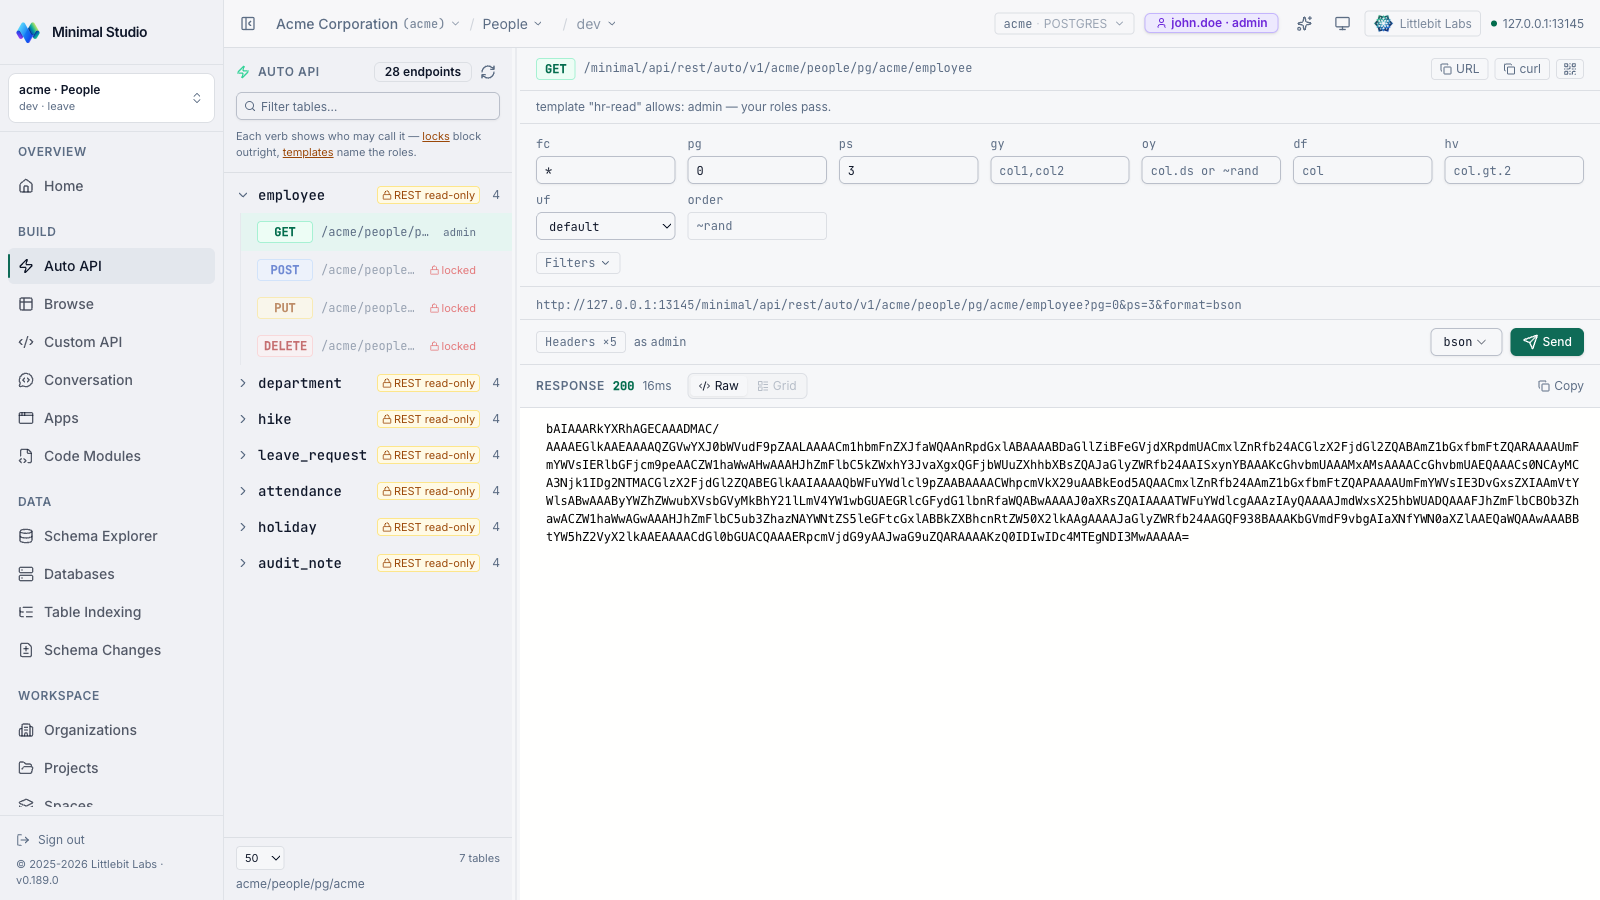 Minimal Studio
acme · People
dev · leave
OVERVIEW
Home
BUILD
Auto API
Browse
Custom API
Conversation
Apps
Code Modules
DATA
Schema Explorer
Databases
Table Indexing
Schema Changes
WORKSPACE
Organizations
Projects
Spaces
Sign out
© 2025-2026 Littlebit Labs ·
v0.189.0
Acme Corporation (acme) / People / dev
acme · POSTGRES
john.doe · admin
Littlebit Labs
127.0.0.1:13145
AUTO API
28 endpoints
Filter tables...
Each verb shows who may call it — locks block
outright, templates name the roles.
employee REST read-only 4
GET /acme/people/p… admin
POST /acme/people… locked
PUT /acme/people… locked
DELETE /acme/people… locked
department REST read-only 4
hike REST read-only 4
leave_request REST read-only 4
attendance REST read-only 4
holiday REST read-only 4
audit_note REST read-only 4
50
7 tables
acme/people/pg/acme
GET /minimal/api/rest/auto/v1/acme/people/pg/acme/employee
URL
curl
template "hr-read" allows: admin — your roles pass.
fc pg ps gy oy df hv
* 0 3 col1,col2 col.ds or ~rand col col.gt.2
uf order
default ~rand
Filters
http://127.0.0.1:13145/minimal/api/rest/auto/v1/acme/people/pg/acme/employee?pg=0&ps=3&format=bson
Headers ×5 as admin
bson
Send
RESPONSE 200 16ms
Raw
Grid
Copy
bAIAAARkYXRhAGECAAADMAC/